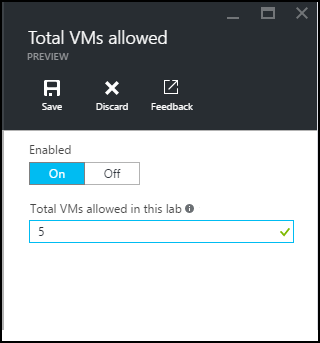 Total VMs allowed
PREVIEW
Save Discard Feedback
Enabled
On Off
Total VMs allowed in this lab
5